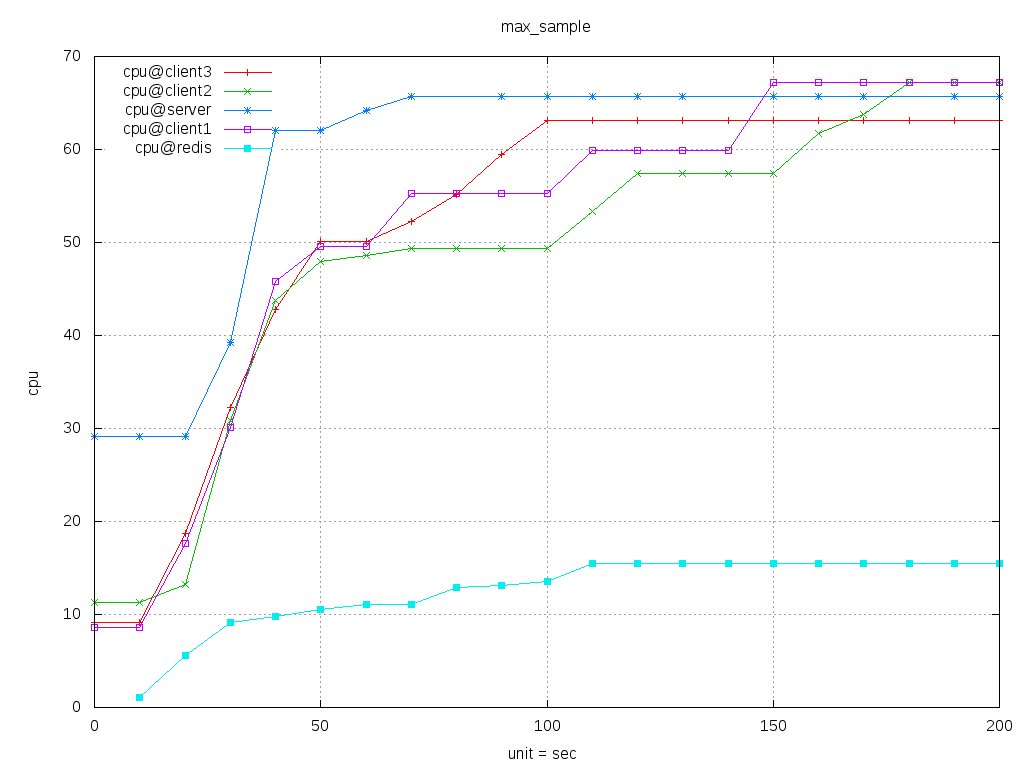 max_sample
70
60
50
40
30
20
10
0
cpu@client3
cpu@client2
cpu@server
cpu@client1
cpu@redis
cpu
0 50 100 150 200
unit = sec